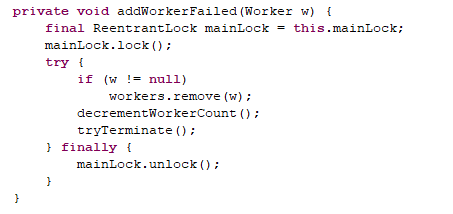 private void addWorkerFailed(Worker w) {
    final ReentrantLock mainLock = this.mainLock;
    mainLock.lock();
    try {
        if (w != null)
            workers.remove(w);
        decrementWorkerCount();
        tryTerminate();
    } finally {
        mainLock.unlock();
    }
}